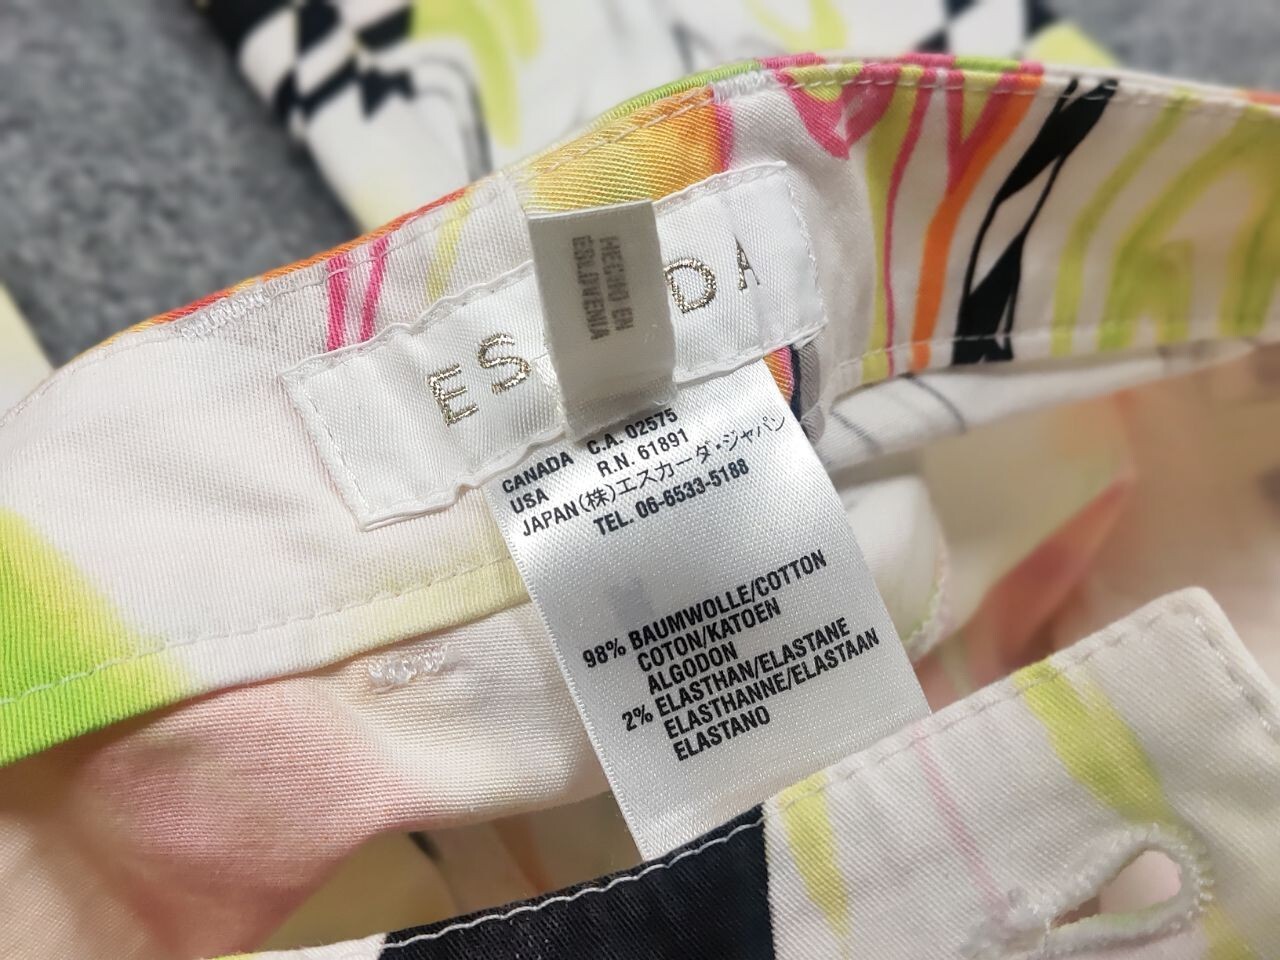 ES DA
HECHO EN
ESLOVENIA
CANADA C.A. 02575
USA R.N. 61891
JAPAN(株)エスカーダ・ジャパン
TEL. 06-6533-5188
98% BAUMWOLLE/COTTON
COTON/KATOEN
ALGODON
2% ELASTHAN/ELASTANE
ELASTHANNE/ELASTAAN
ELASTANO